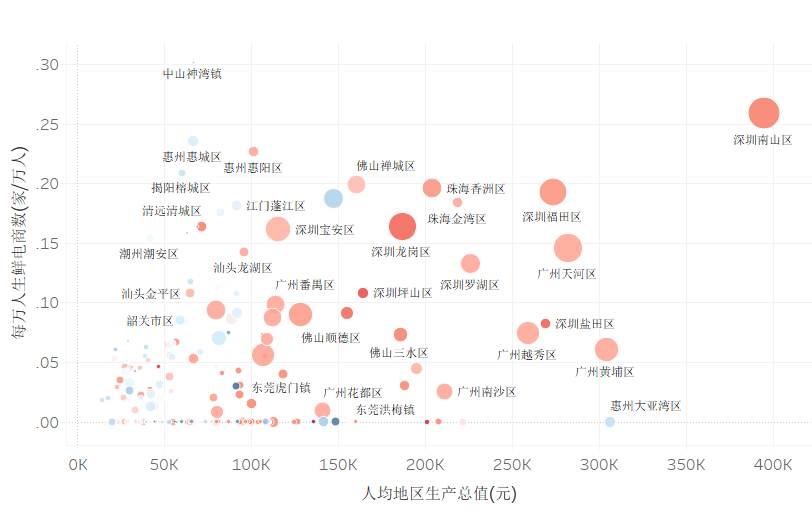 .30
中山神湾镇
.25
深圳南山区
惠州惠城区
惠州惠阳区
佛山禅城区
.20
揭阳榕城区
珠海香洲区
清远清城区
江门蓬江区
珠海金湾区
深圳福田区
深圳宝安区
.15
潮州潮安区
深圳龙岗区
汕头龙湖区
广州天河区
广州番禺区
深圳罗湖区
汕头金平区
深圳坪山区
.10
韶关市区
深圳盐田区
佛山顺德区
佛山三水区
广州越秀区
广州黄埔区
.05
东莞虎门镇
广州花都区
广州南沙区
东莞洪梅镇
惠州大亚湾区
.00
每万人生鲜电商数(家/万人)
0K 50K 100K 150K 200K 250K 300K 350K 400K
人均地区生产总值(元)